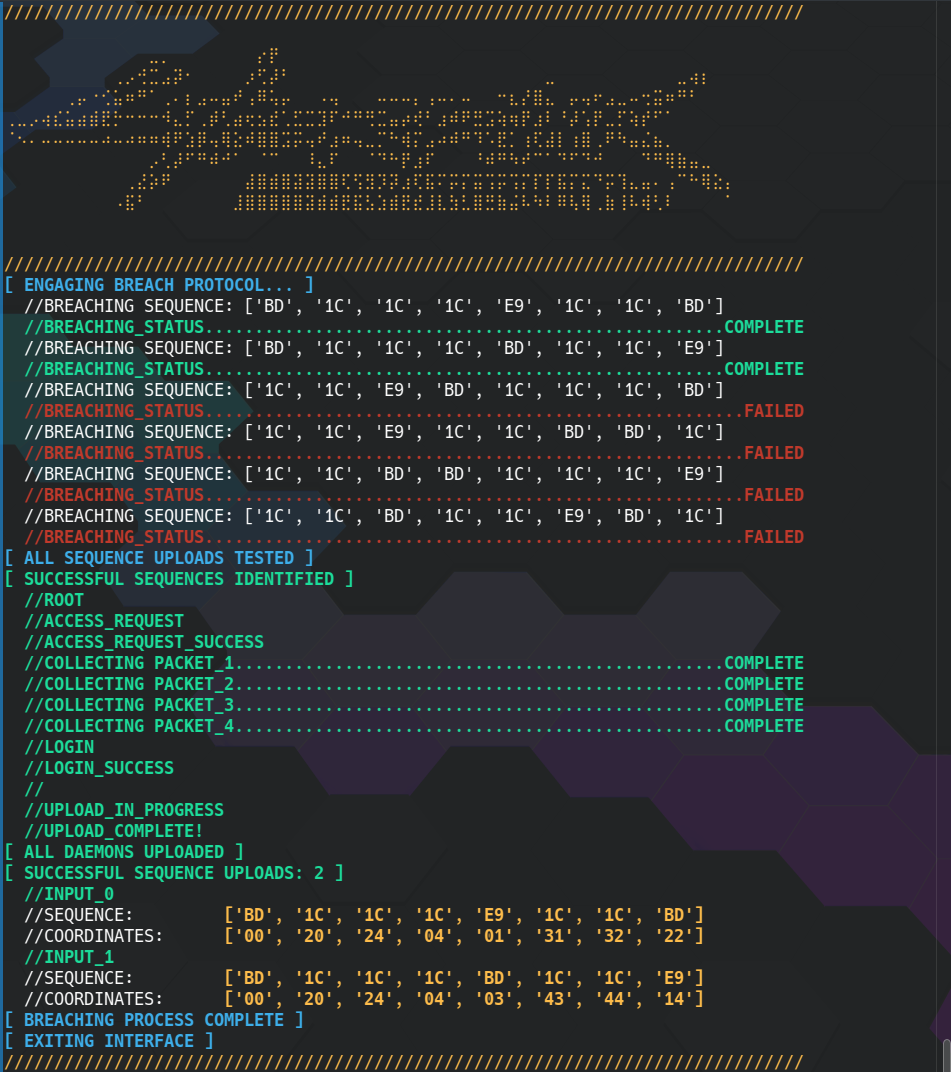 ////////////////////////////////////////////////////////////////////////////////
////////////////////////////////////////////////////////////////////////////////
[ ENGAGING BREACH PROTOCOL... ]
//BREACHING SEQUENCE: ['BD', '1C', '1C', '1C', 'E9', '1C', '1C', 'BD']
//BREACHING_STATUS....................................................COMPLETE
//BREACHING SEQUENCE: ['BD', '1C', '1C', '1C', 'BD', '1C', '1C', 'E9']
//BREACHING_STATUS....................................................COMPLETE
//BREACHING SEQUENCE: ['1C', '1C', 'E9', 'BD', '1C', '1C', '1C', 'BD']
//BREACHING_STATUS......................................................FAILED
//BREACHING SEQUENCE: ['1C', '1C', 'E9', '1C', '1C', 'BD', 'BD', '1C']
//BREACHING_STATUS......................................................FAILED
//BREACHING SEQUENCE: ['1C', '1C', 'BD', 'BD', '1C', '1C', '1C', 'E9']
//BREACHING_STATUS......................................................FAILED
//BREACHING SEQUENCE: ['1C', '1C', 'BD', '1C', '1C', 'E9', 'BD', '1C']
//BREACHING_STATUS......................................................FAILED
[ ALL SEQUENCE UPLOADS TESTED ]
[ SUCCESSFUL SEQUENCES IDENTIFIED ]
//ROOT
//ACCESS_REQUEST
//ACCESS_REQUEST_SUCCESS
//COLLECTING PACKET_1.................................................COMPLETE
//COLLECTING PACKET_2.................................................COMPLETE
//COLLECTING PACKET_3.................................................COMPLETE
//COLLECTING PACKET_4.................................................COMPLETE
//LOGIN
//LOGIN_SUCCESS
//
//UPLOAD_IN_PROGRESS
//UPLOAD_COMPLETE!
[ ALL DAEMONS UPLOADED ]
[ SUCCESSFUL SEQUENCE UPLOADS: 2 ]
//INPUT_0
//SEQUENCE: ['BD', '1C', '1C', '1C', 'E9', '1C', '1C', 'BD']
//COORDINATES: ['00', '20', '24', '04', '01', '31', '32', '22']
//INPUT_1
//SEQUENCE: ['BD', '1C', '1C', '1C', 'BD', '1C', '1C', 'E9']
//COORDINATES: ['00', '20', '24', '04', '03', '43', '44', '14']
[ BREACHING PROCESS COMPLETE ]
[ EXITING INTERFACE ]
////////////////////////////////////////////////////////////////////////////////